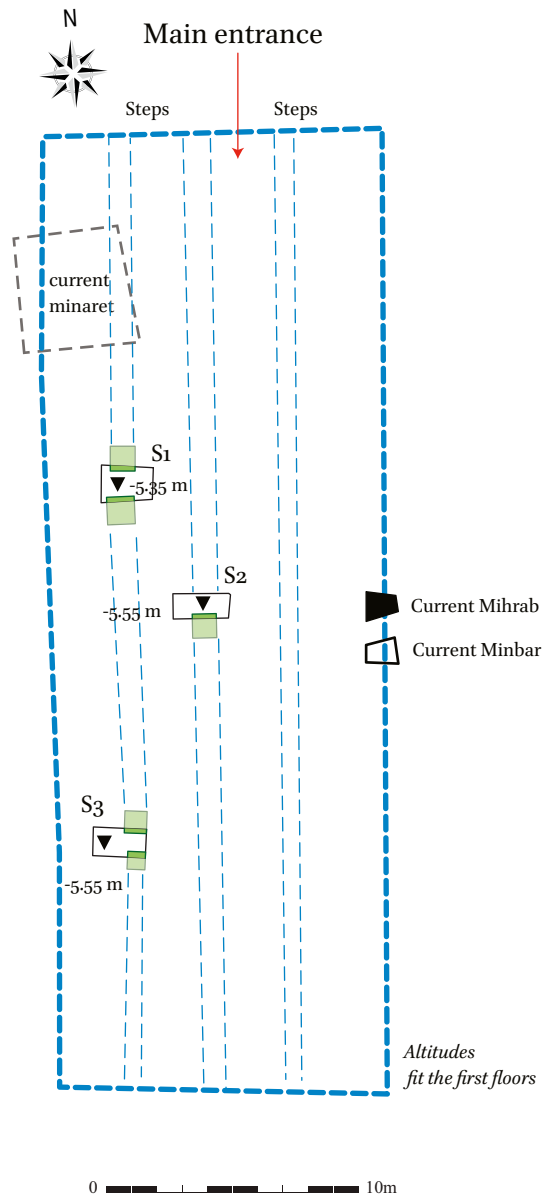 N
Main entrance
Steps
Steps
current
minaret
S1
-5.35 m
S2
-5.55 m
Current Mihrab
Current Minbar
S3
-5.55 m
Altitudes
fit the first floors
0
10m